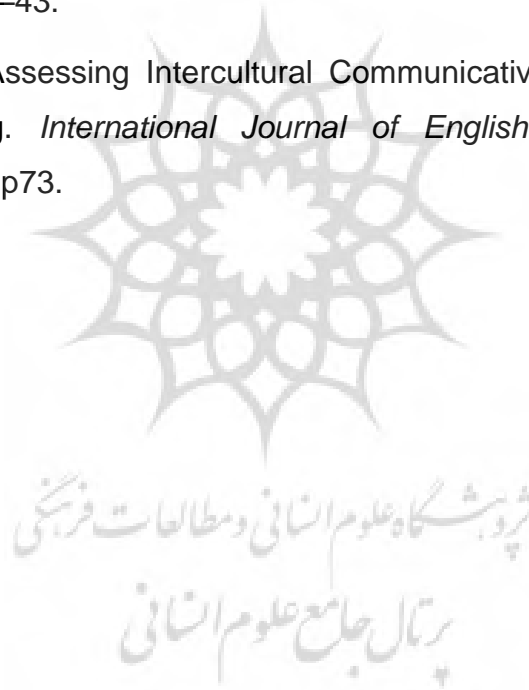 –43.
Assessing Intercultural Communicativ
g. International Journal of English
p73.
پژوهشگاه علوم انسانی و مطالعات فرهنگی
پرتال جامع علوم انسانی